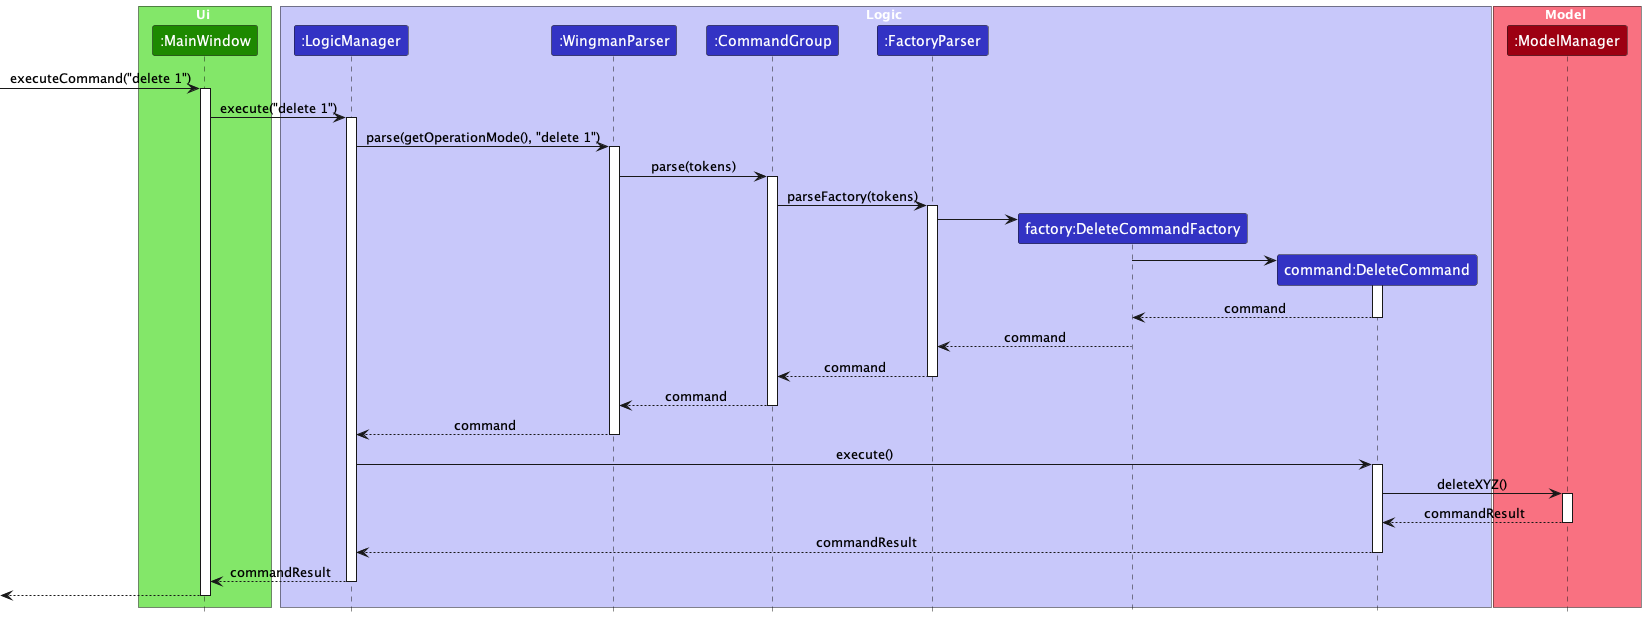 Ui
Logic
Model
:MainWindow
:LogicManager
:WingmanParser
:CommandGroup
:FactoryParser
:ModelManager
executeCommand("delete 1")
execute("delete 1")
parse(getOperationMode(), "delete 1")
parse(tokens)
parseFactory(tokens)
factory:DeleteCommandFactory
command:DeleteCommand
command
command
command
command
command
execute()
deleteXYZ()
commandResult
commandResult
commandResult